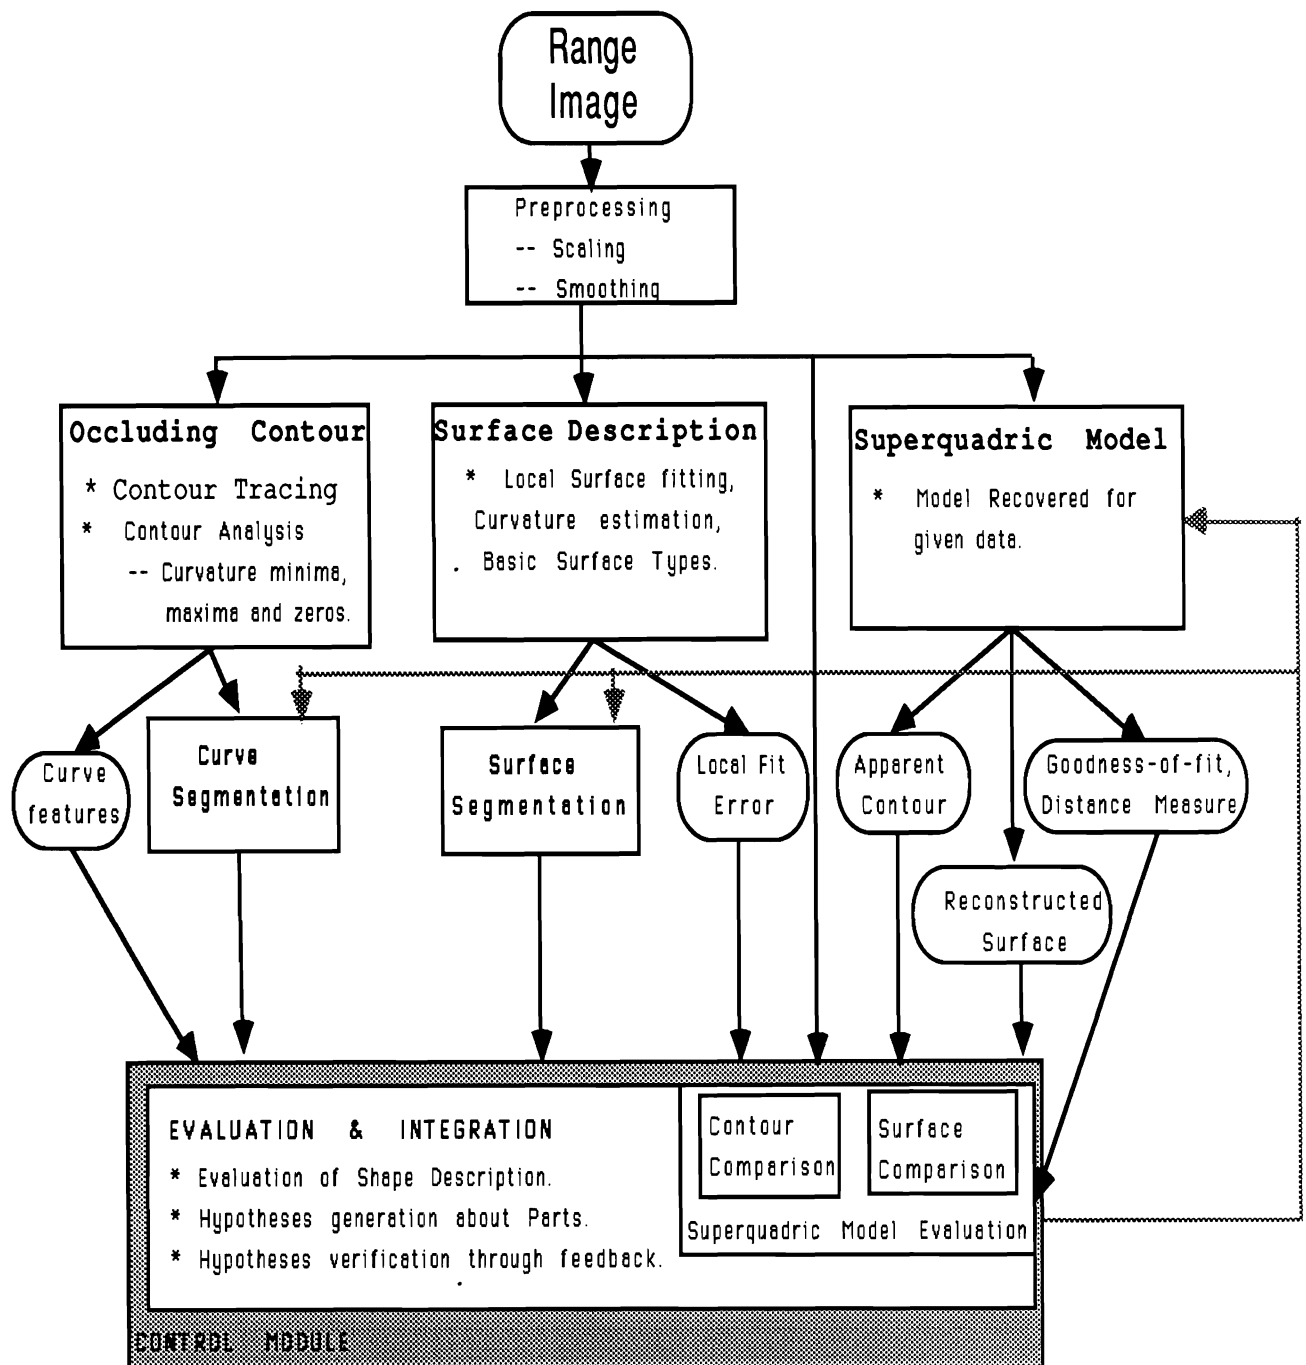 Range
Image
Preprocessing
-- Scaling
-- Smoothing
Occluding Contour
* Contour Tracing
* Contour Analysis
-- Curvature minima,
maxima and zeros.
Surface Description
* Local Surface fitting,
Curvature estimation,
Basic Surface Types.
Superquadric Model
* Model Recovered for
given data.
Curve
features
Curve
Segmentation
Surface
Segmentation
Local Fit
Error
Apparent
Contour
Goodness-of-fit,
Distance Measure
Reconstructed
Surface
EVALUATION & INTEGRATION
* Evaluation of Shape Description.
* Hypotheses generation about Parts.
* Hypotheses verification through feedback.
Contour
Comparison
Surface
Comparison
Superquadric Model Evaluation
CONTROL MODULE